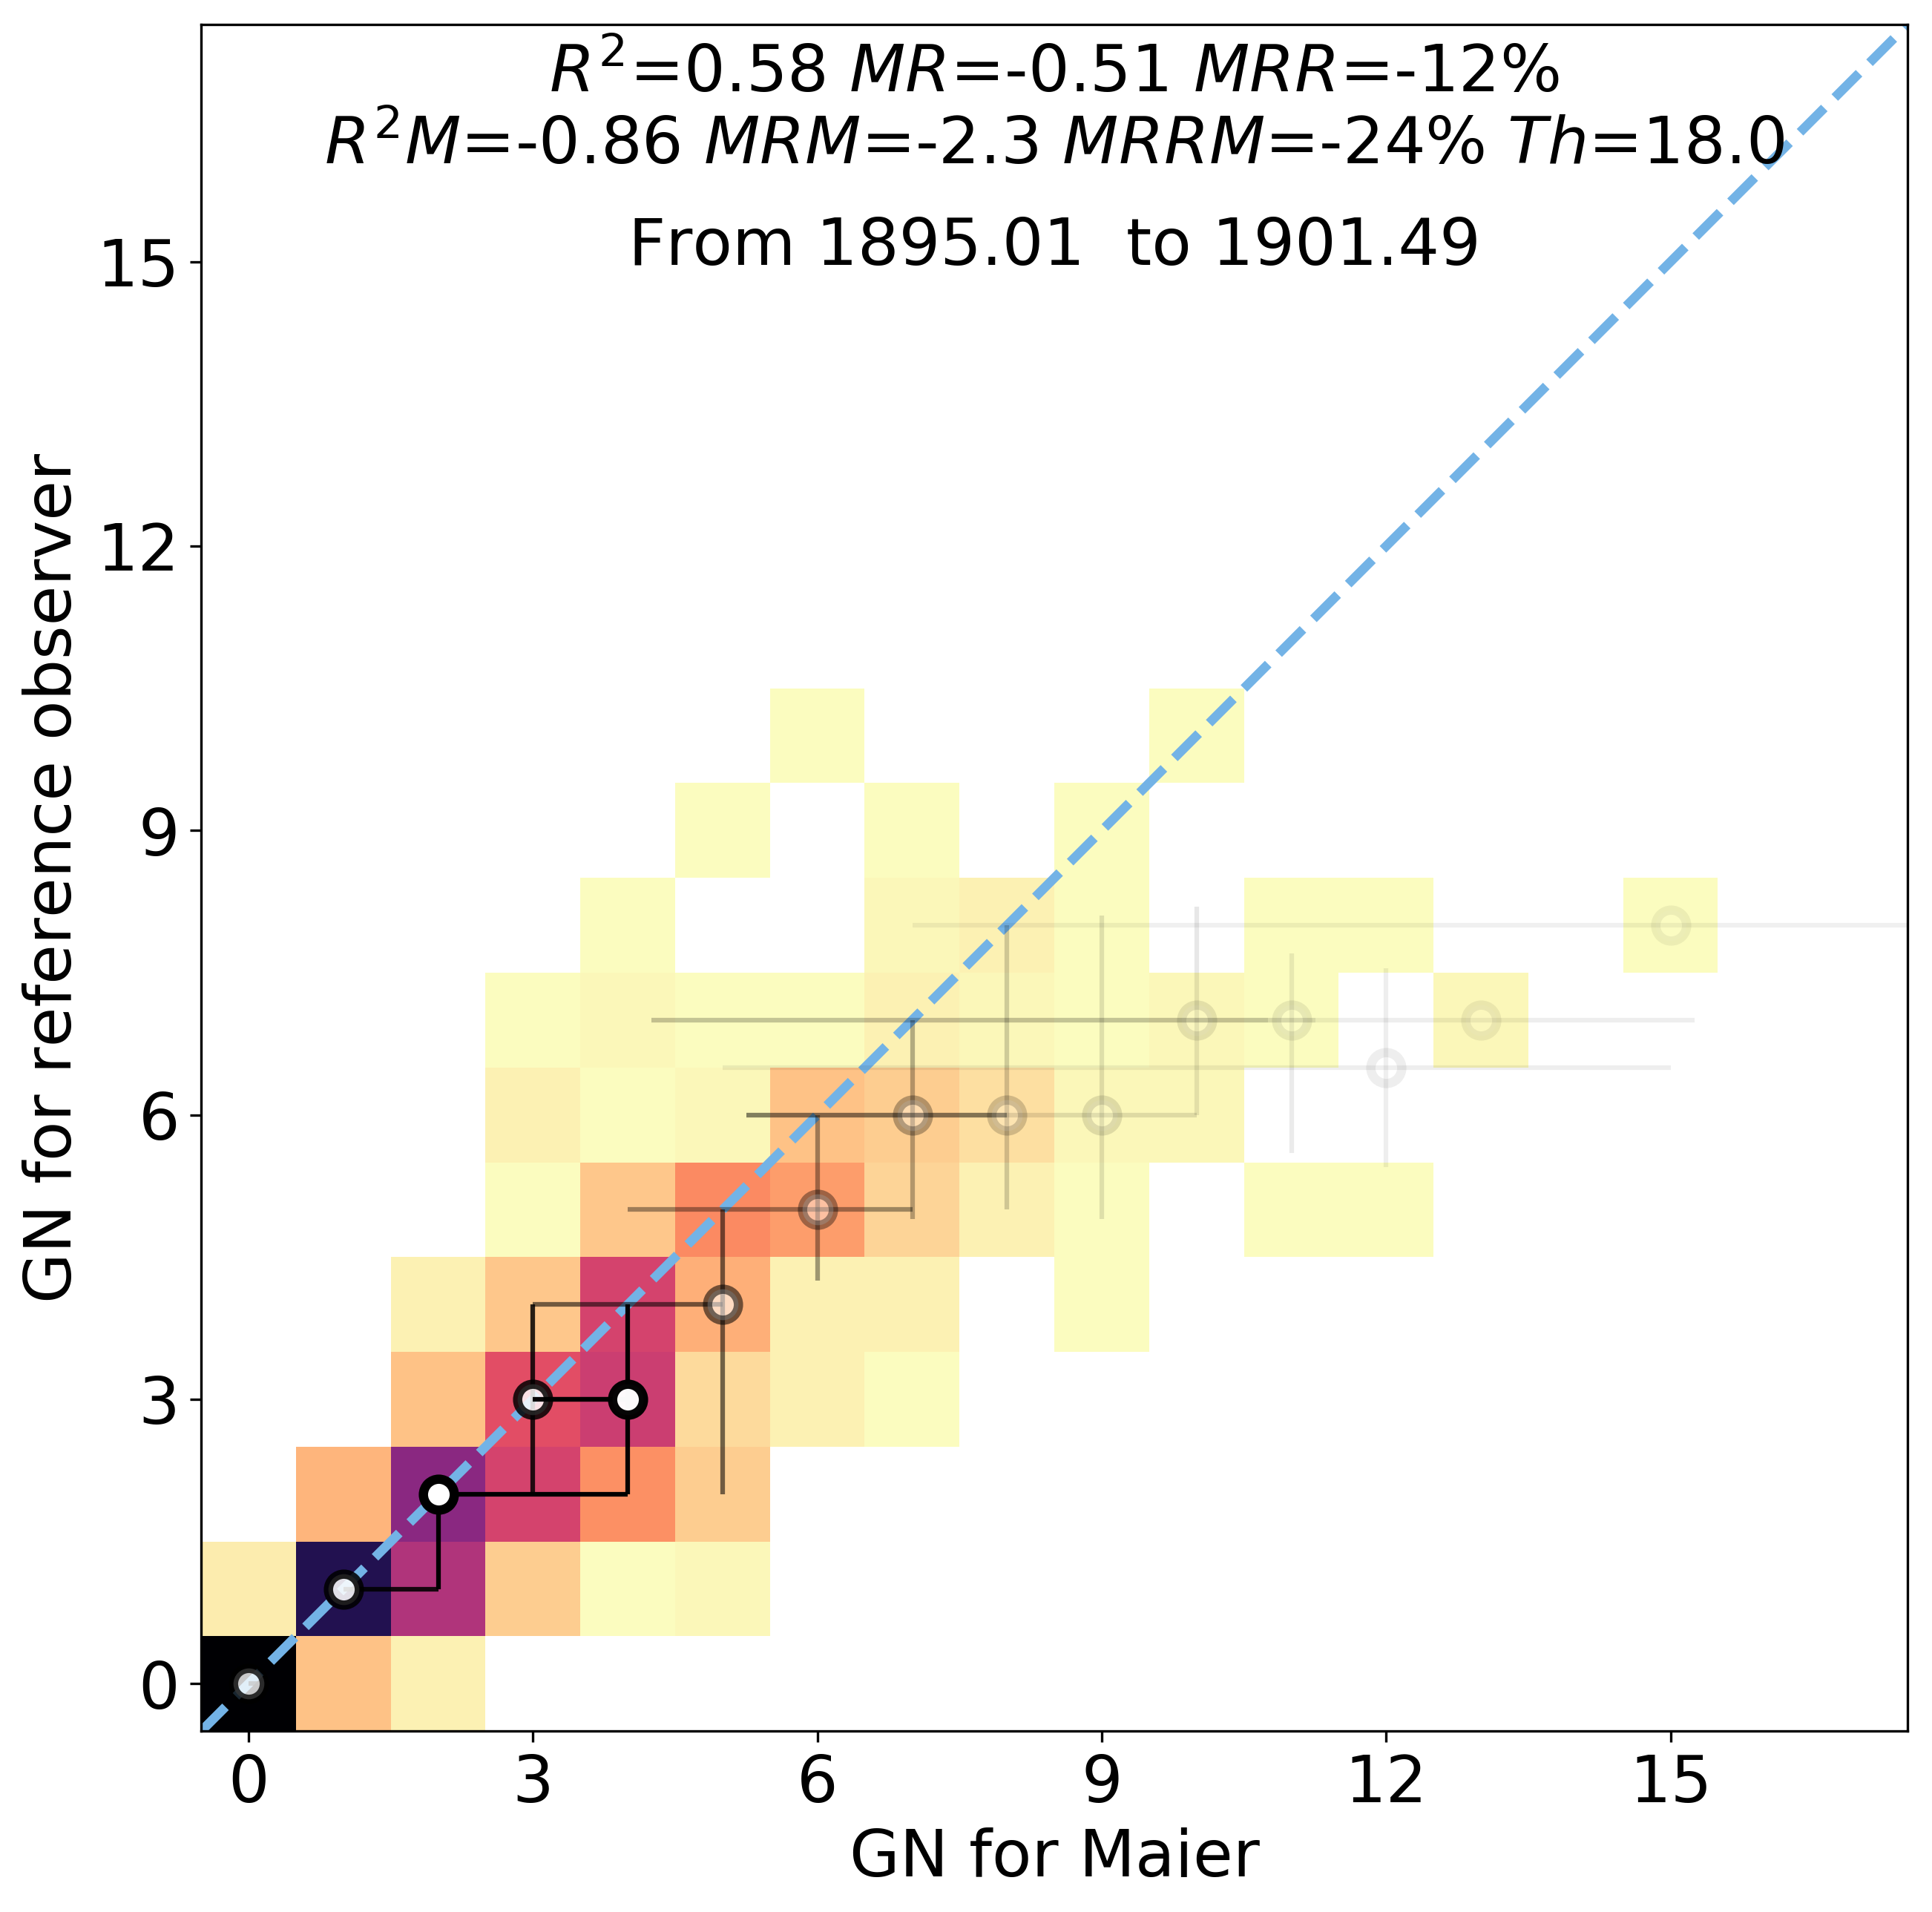 R²=0.58 MR=-0.51 MRR=-12%
R²M=-0.86 MRM=-2.3 MRRM=-24% Th=18.0
From 1895.01 to 1901.49
15
12
9
6
3
0
GN for reference observer
0 3 6 9 12 15
GN for Maier